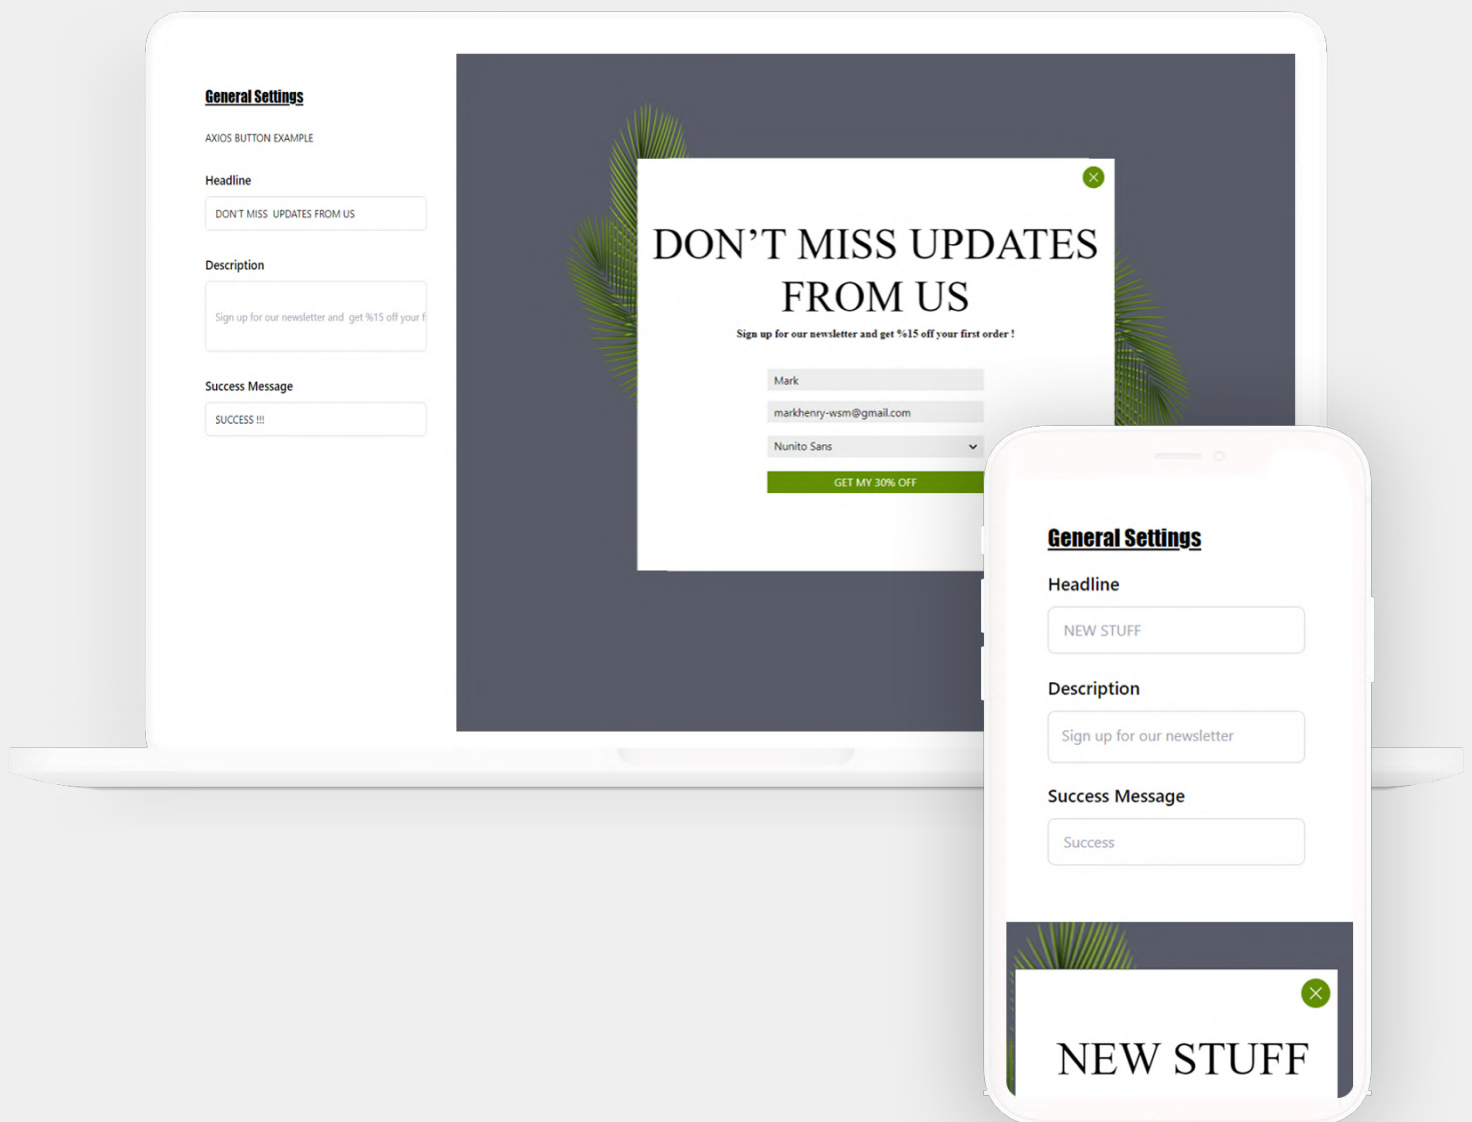 General Settings
AXIOS BUTTON EXAMPLE
Headline
DON'T MISS  UPDATES FROM US
Description
Sign up for our newsletter and  get %15 off your f
Success Message
SUCCESS !!!
DON’T MISS UPDATES
FROM US
Sign up for our newsletter and get %15 off your first order !
Mark
markhenry-wsm@gmail.com
Nunito Sans
GET MY 30% OFF
General Settings
Headline
NEW STUFF
Description
Sign up for our newsletter
Success Message
Success
NEW STUFF